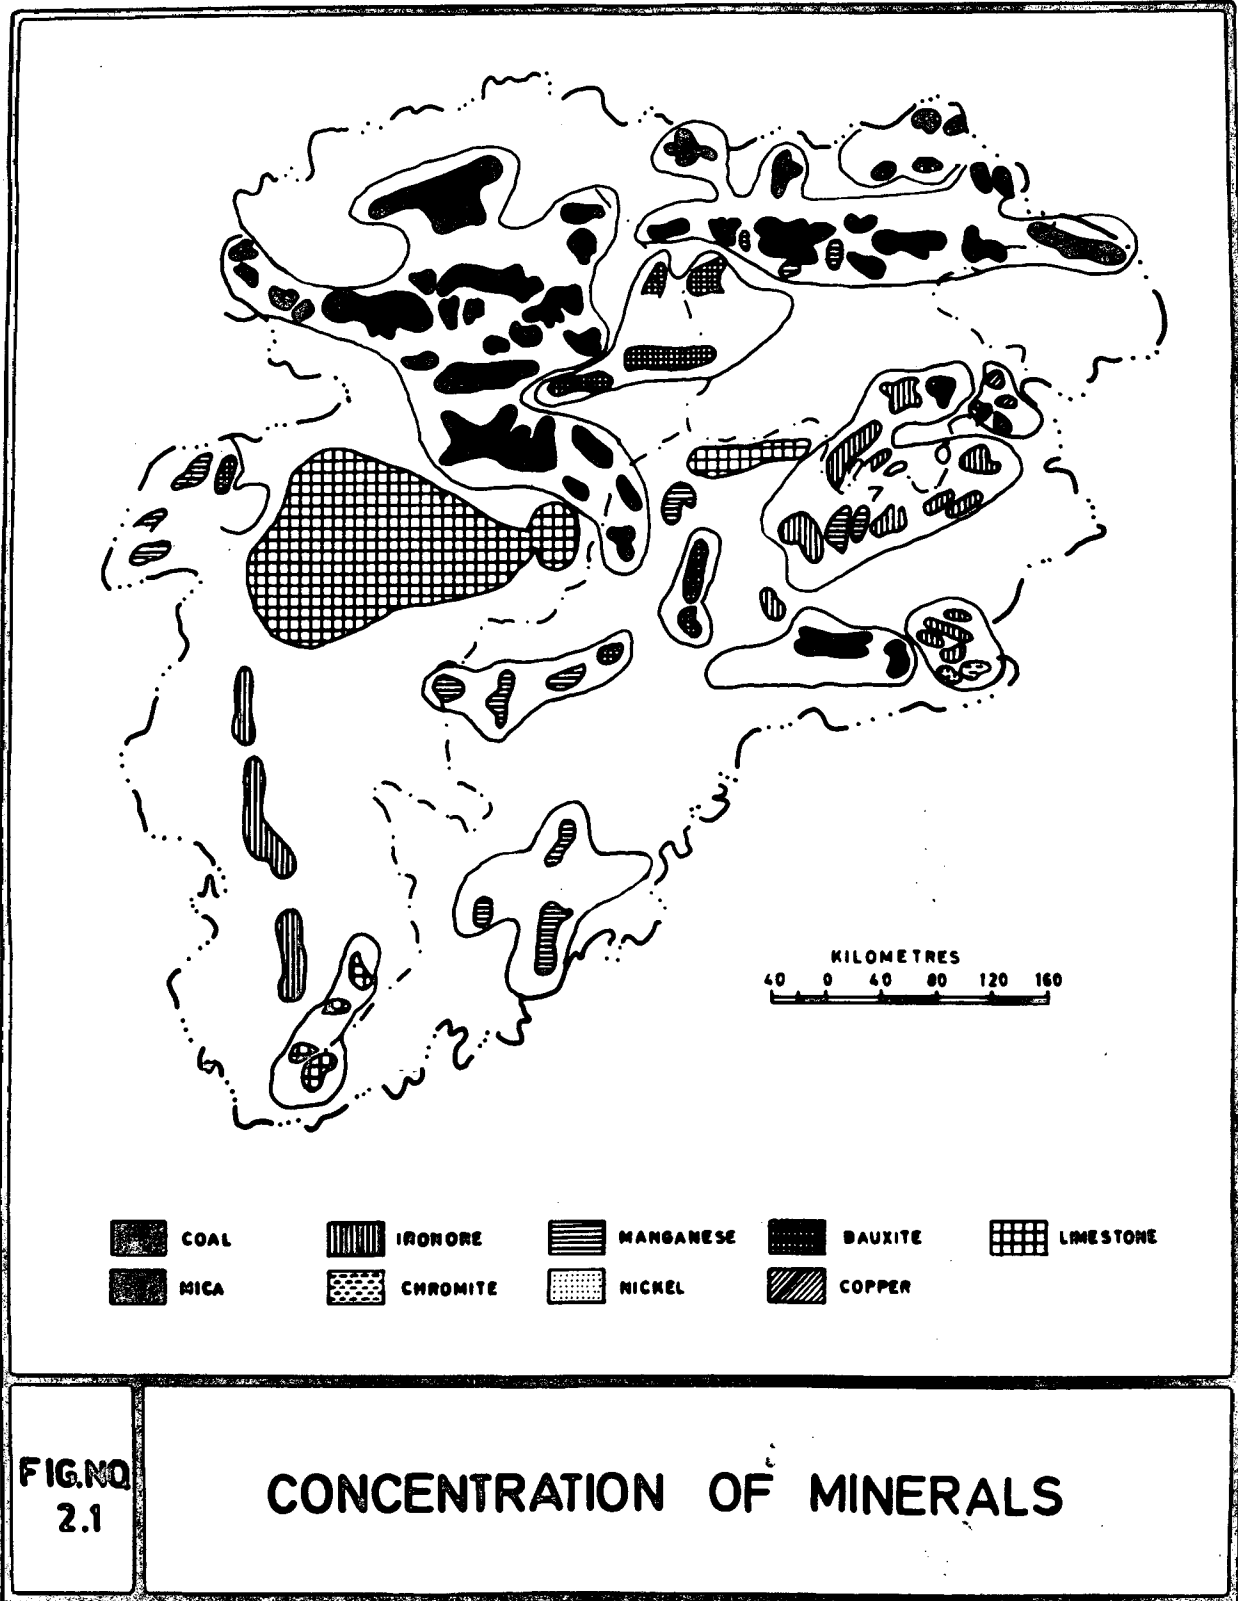 KILOMETRES
40 0 40 80 120 160
COAL IRONORE MANGANESE BAUXITE LIMESTONE
MICA CHROMITE NICKEL COPPER
FIG.NO
2.1
CONCENTRATION OF MINERALS